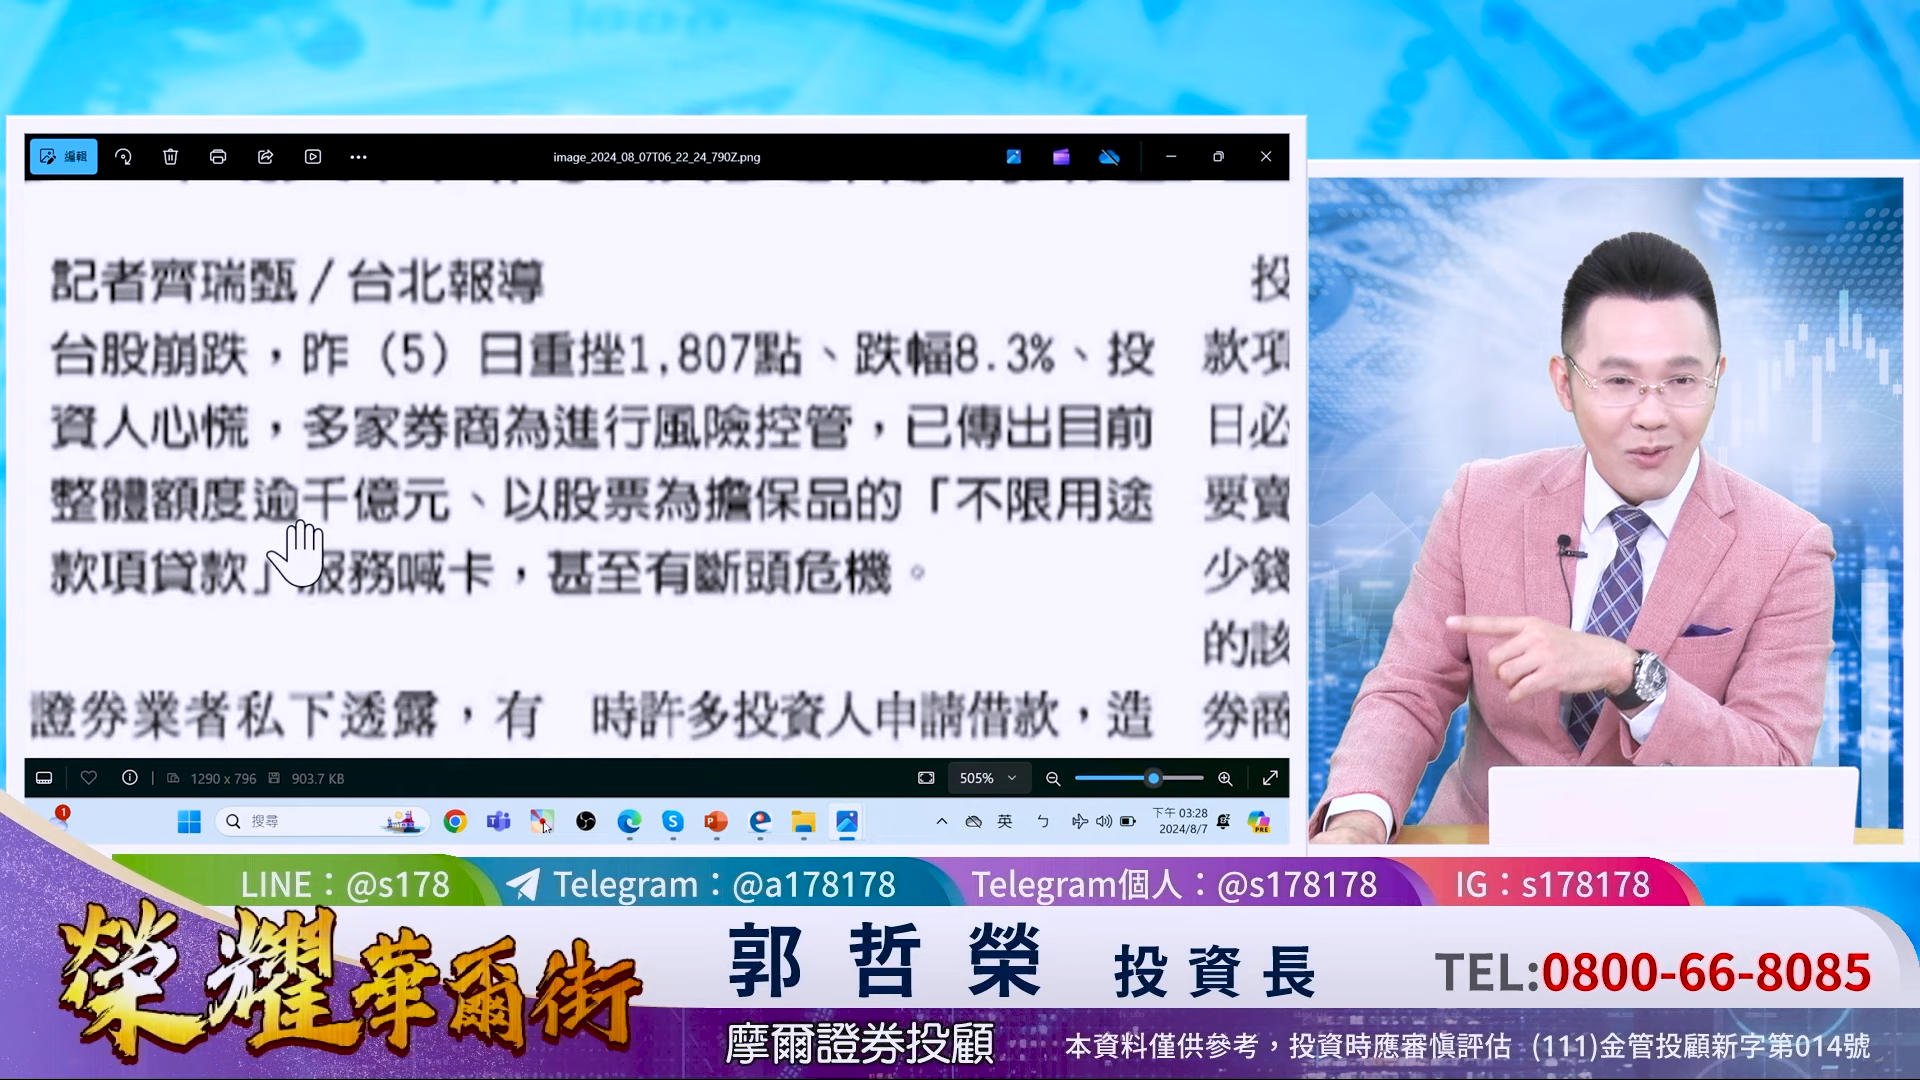 編輯
image_2024_08_07T06_22_24_790Z.png
記者齊瑞甄／台北報導
台股崩跌，昨（5）日重挫1,807點、跌幅8.3%、投
資人心慌，多家券商為進行風險控管，已傳出目前
整體額度逾千億元、以股票為擔保品的「不限用途
款項貸款」服務喊卡，甚至有斷頭危機。
證券業者私下透露，有 時許多投資人申請借款，造
投
款項
日必
要賣
少錢
的該
券商
1290 x 796
903.7 KB
505%
1
搜尋
英
ㄅ
下午 03:28
2024/8/7
PRE
LINE：@s178
Telegram：@a178178
Telegram個人：@s178178
IG：s178178
榮耀華爾街
郭哲榮 投資長
TEL:0800-66-8085
摩爾證券投顧
本資料僅供參考，投資時應審慎評估 (111)金管投顧新字第014號